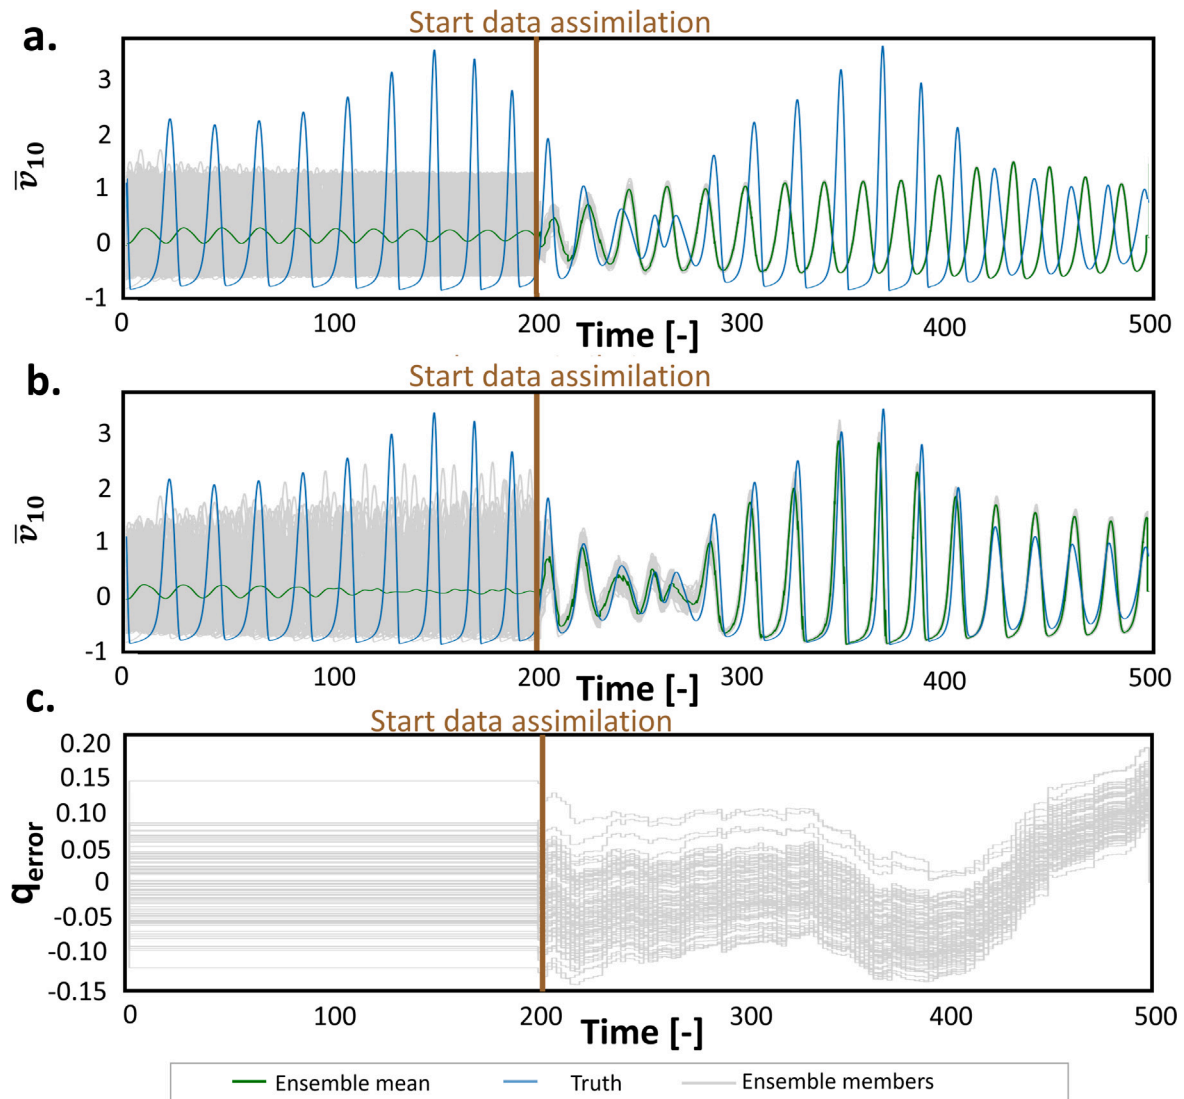 a.
Start data assimilation
3
2
1
0
-1
v̅10
0 100 200 300 400 500
Time [-]
b.
Start data assimilation
3
2
1
0
-1
v̅10
0 100 200 300 400 500
Time [-]
c.
Start data assimilation
0.20
0.15
0.10
0.05
0
-0.05
-0.10
-0.15
qerror
0 100 200 300 400 500
Time [-]
Ensemble mean Truth Ensemble members